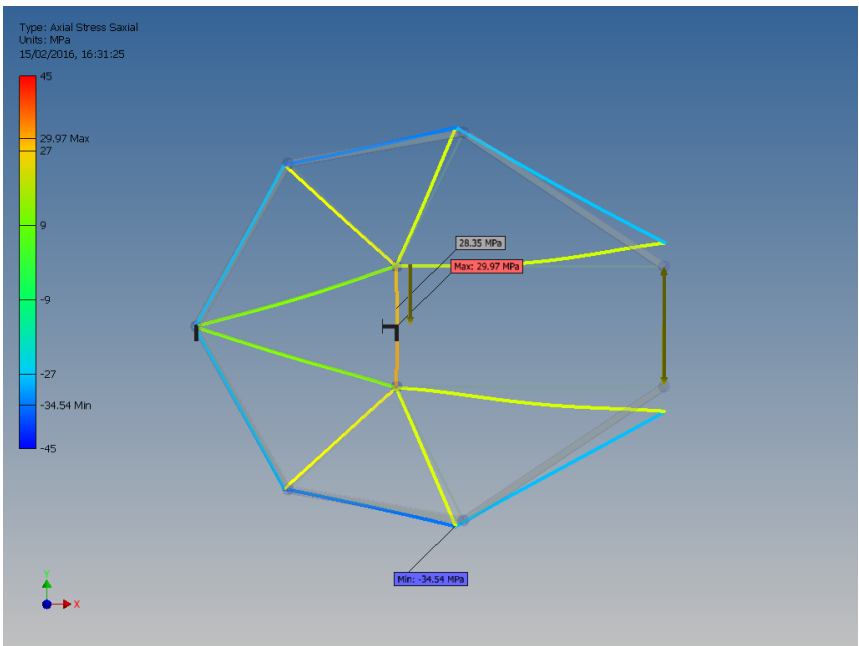 Type: Axial Stress Saxial
Units: MPa
15/02/2016, 16:31:25
45
29.97 Max
27
9
-9
-27
-34.54 Min
-45
28.35 MPa
Max: 29.97 MPa
Min: -34.54 MPa
Y
X